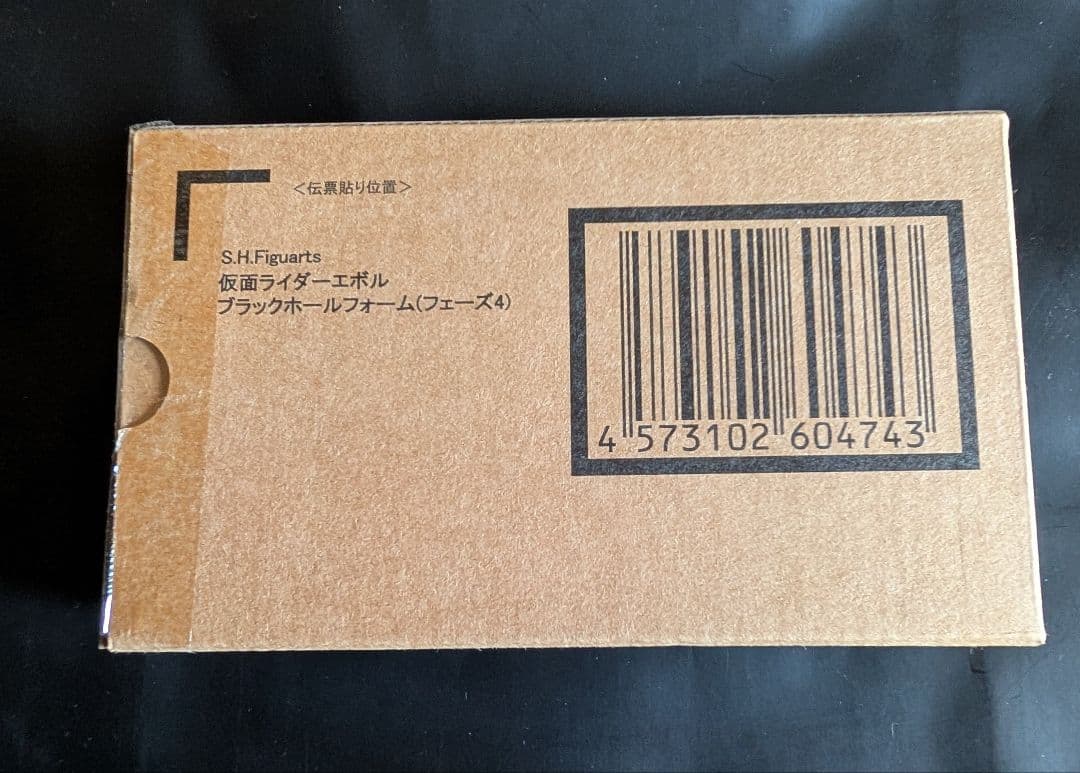 <伝票貼り位置>
S.H.Figuarts
仮面ライダーエボル
ブラックホールフォーム(フェーズ4)
4 573102 604743